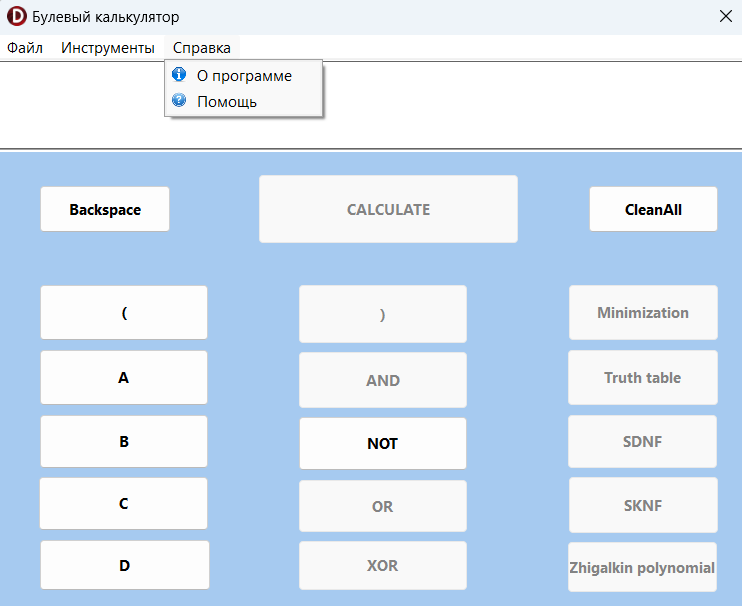 Булевый калькулятор
Файл Инструменты Справка
О программе
Помощь
Backspace CALCULATE CleanAll
( ) Minimization
A AND Truth table
B NOT SDNF
C OR SKNF
D XOR Zhigalkin polynomial